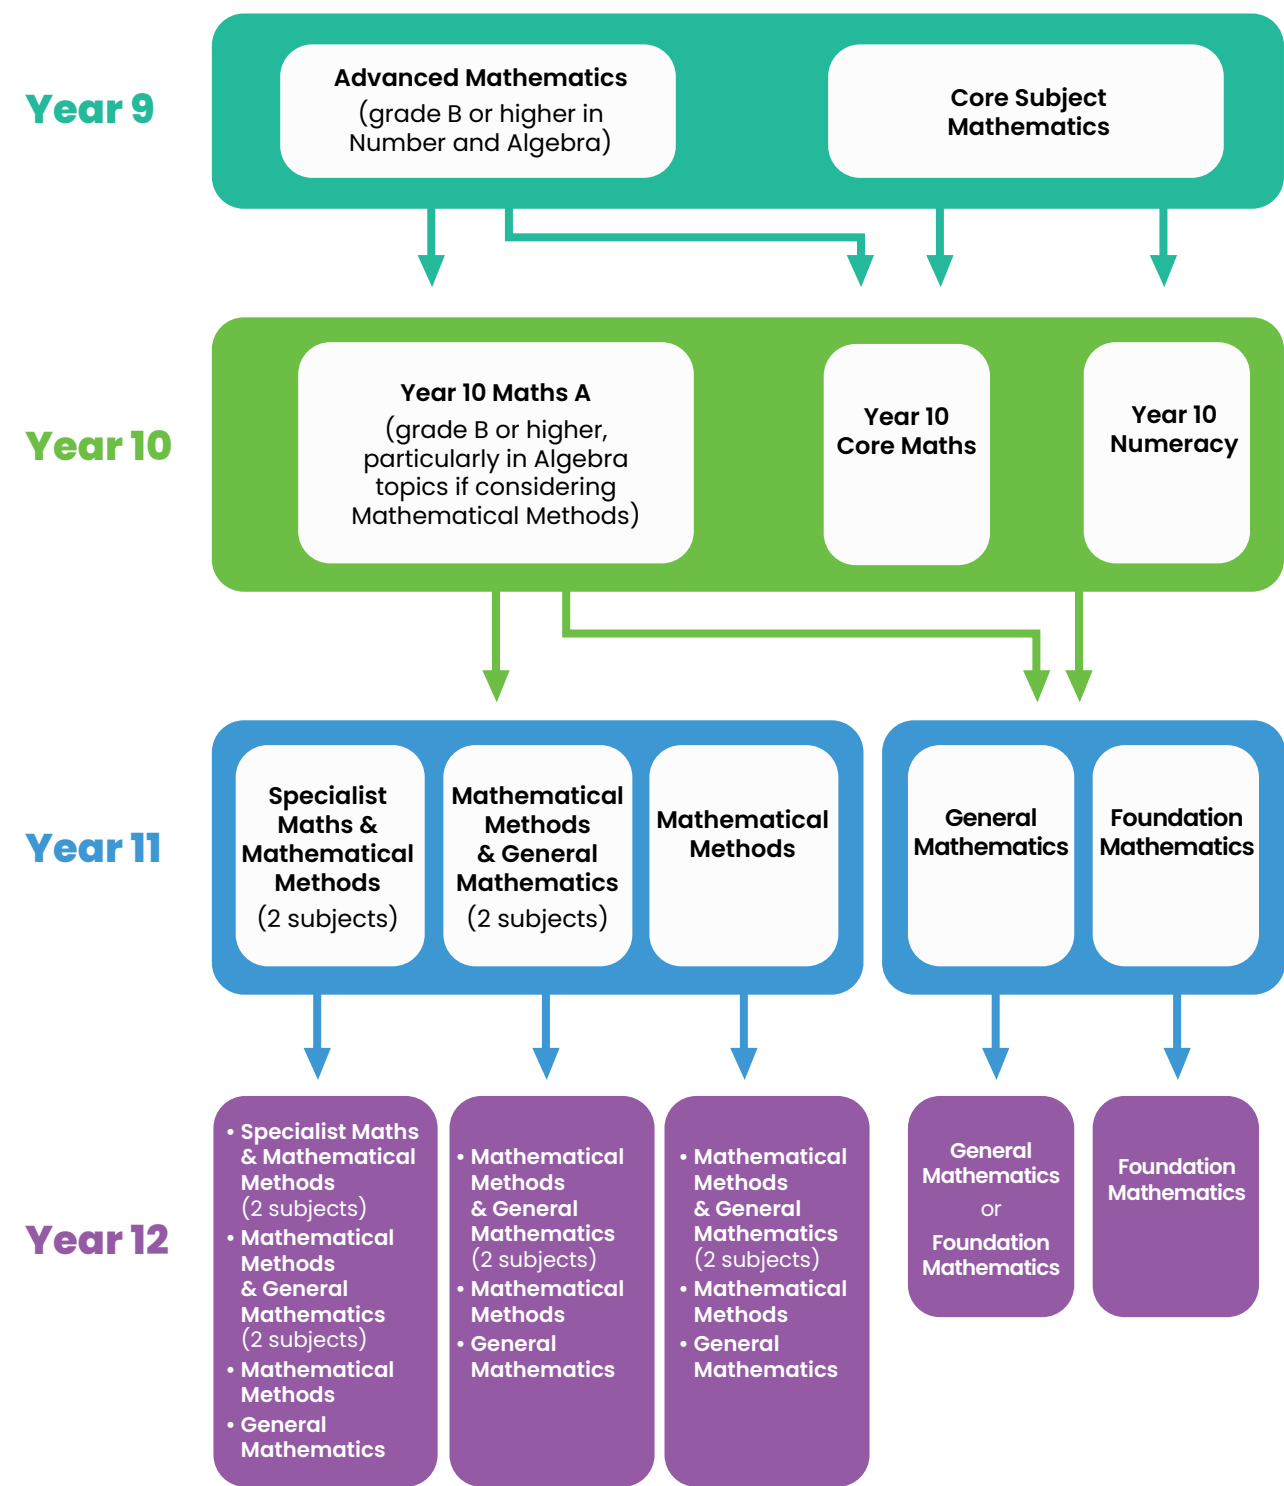 Year 9
Advanced Mathematics
(grade B or higher in
Number and Algebra)
Core Subject
Mathematics
Year 10
Year 10 Maths A
(grade B or higher,
particularly in Algebra
topics if considering
Mathematical Methods)
Year 10
Core Maths
Year 10
Numeracy
Year 11
Specialist
Maths &
Mathematical
Methods
(2 subjects)
Mathematical
Methods
& General
Mathematics
(2 subjects)
Mathematical
Methods
General
Mathematics
Foundation
Mathematics
Year 12
• Specialist Maths
& Mathematical
Methods
(2 subjects)
• Mathematical
Methods
& General
Mathematics
(2 subjects)
• Mathematical
Methods
• General
Mathematics
• Mathematical
Methods
& General
Mathematics
(2 subjects)
• Mathematical
Methods
• General
Mathematics
• Mathematical
Methods
& General
Mathematics
(2 subjects)
• Mathematical
Methods
• General
Mathematics
General
Mathematics
or
Foundation
Mathematics
Foundation
Mathematics